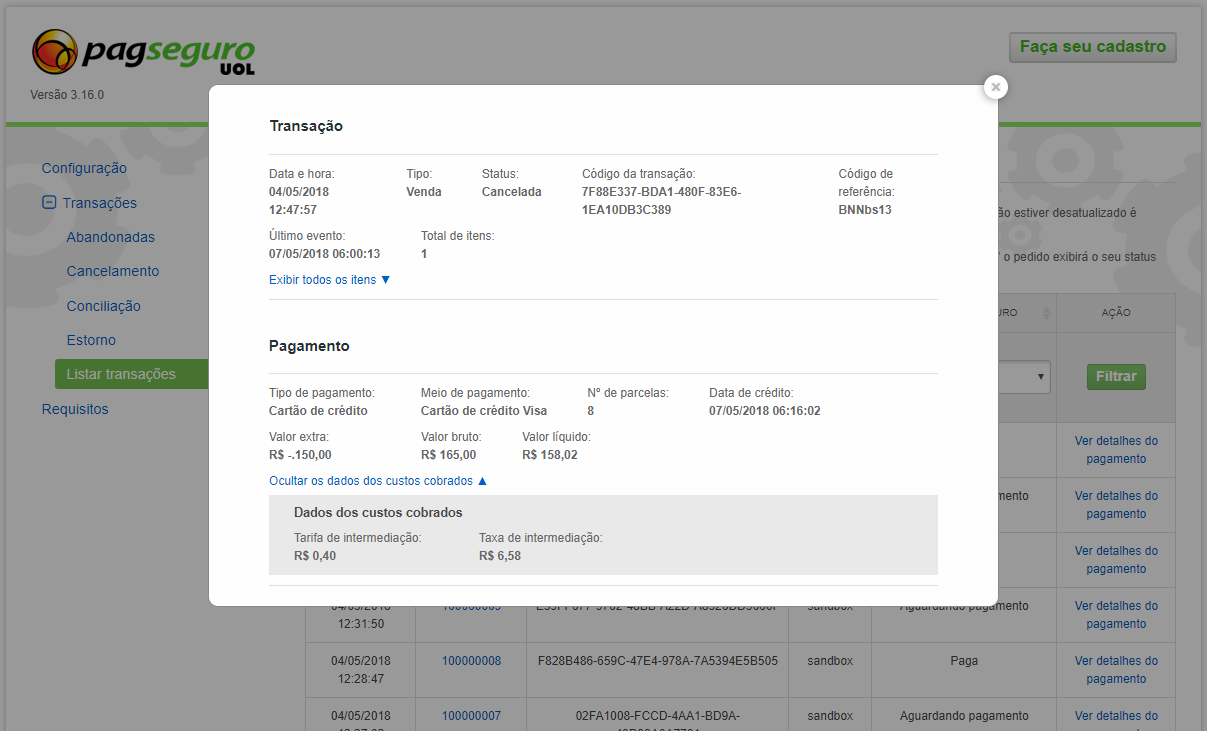 pagseguro
UOL
Faça seu cadastro
Versão 3.16.0
Configuração
Transações
Abandonadas
Cancelamento
Conciliação
Estorno
Listar transações
Requisitos
Transação
Data e hora: Tipo: Status: Código da transação: Código de
04/05/2018 Venda Cancelada 7F88E337-BDA1-480F-83E6- referência:
12:47:57 1EA10DB3C389 BNNbs13
Último evento: Total de itens:
07/05/2018 06:00:13 1
Exibir todos os itens ▼
Pagamento
Tipo de pagamento: Meio de pagamento: Nº de parcelas: Data de crédito:
Cartão de crédito Cartão de crédito Visa 8 07/05/2018 06:16:02
Valor extra: Valor bruto: Valor líquido:
R$ -.150,00 R$ 165,00 R$ 158,02
Ocultar os dados dos custos cobrados ▲
Dados dos custos cobrados
Tarifa de intermediação: Taxa de intermediação:
R$ 0,40 R$ 6,58
ão estiver desatualizado é
o pedido exibirá o seu status
URO AÇÃO
Filtrar
Ver detalhes do
pagamento
mento Ver detalhes do
pagamento
Ver detalhes do
pagamento
04/05/2018 sandbox Aguardando pagamento Ver detalhes do
12:31:50 pagamento
04/05/2018 100000008 F828B486-659C-47E4-978A-7A5394E5B505 sandbox Paga Ver detalhes do
12:28:47 pagamento
04/05/2018 100000007 02FA1008-FCCD-4AA1-BD9A- sandbox Aguardando pagamento Ver detalhes do
pagamento